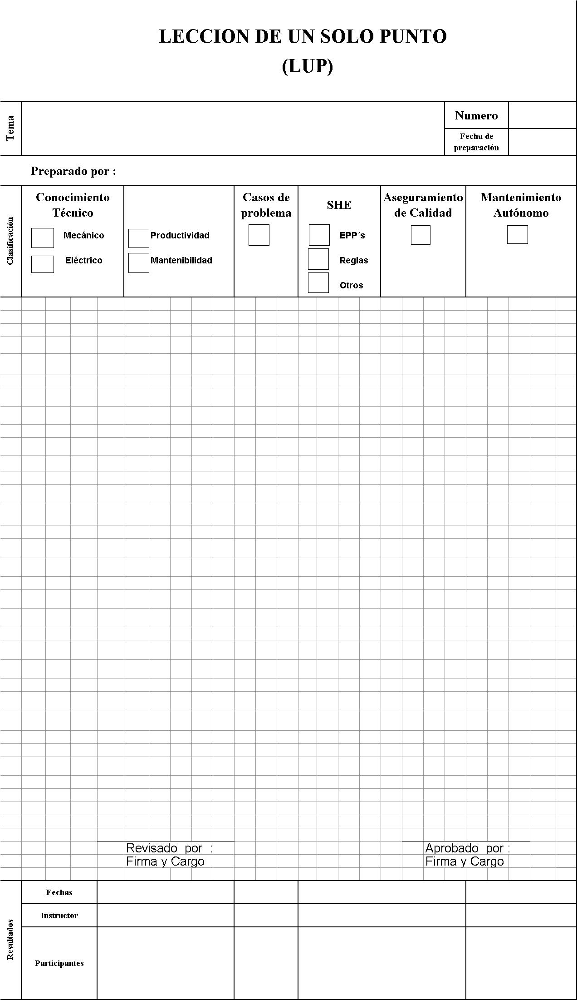 LECCION DE UN SOLO PUNTO
(LUP)
Tema
Numero
Fecha de
preparación
Preparado por :
Clasificación
Conocimiento
Técnico
Mecánico
Eléctrico
Productividad
Mantenibilidad
Casos de
problema
SHE
EPP´s
Reglas
Otros
Aseguramiento
de Calidad
Mantenimiento
Autónomo
Revisado por :
Firma y Cargo
Aprobado por :
Firma y Cargo
Resultados
Fechas
Instructor
Participantes